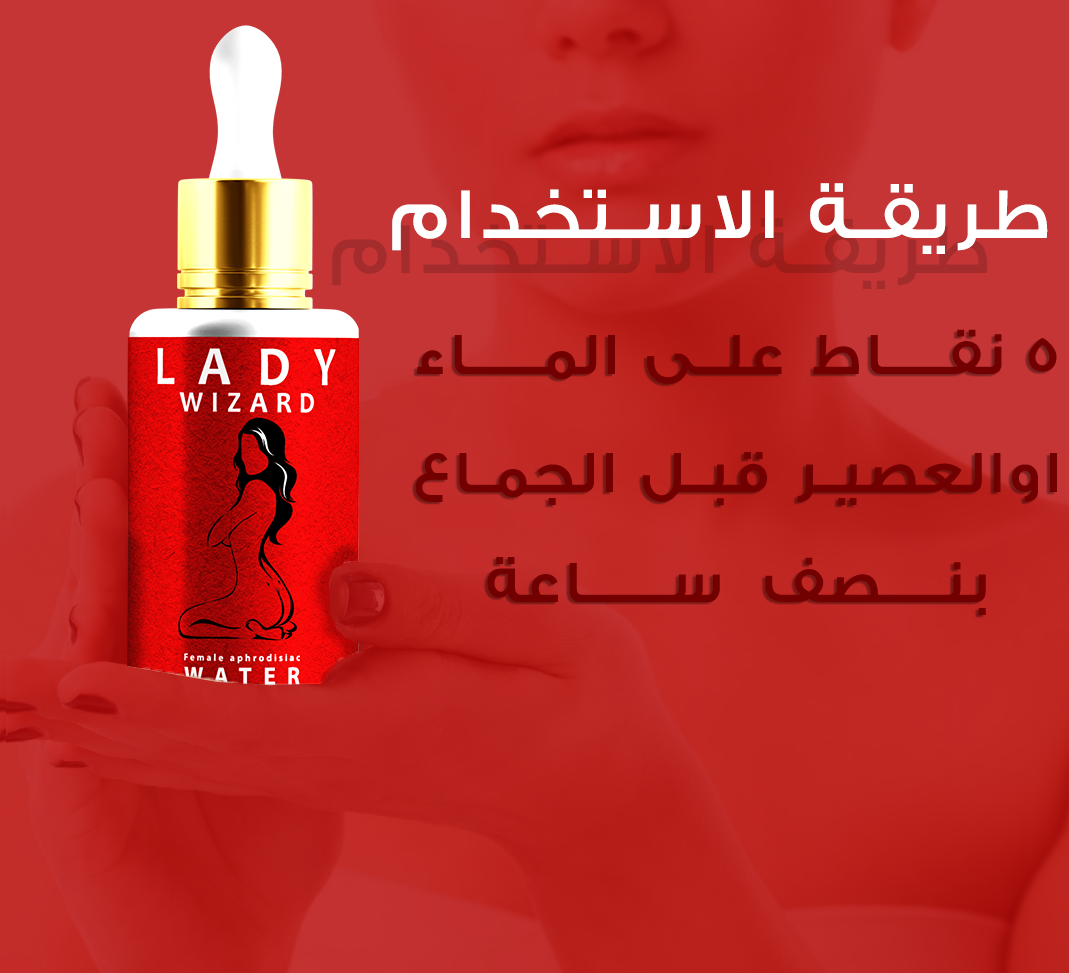 طريقة الاستخدام
٥ نقاط على الماء
اوالعصير قبل الجماع
بنصف ساعة
LADY
WIZARD
Female aphrodisiac
WATER